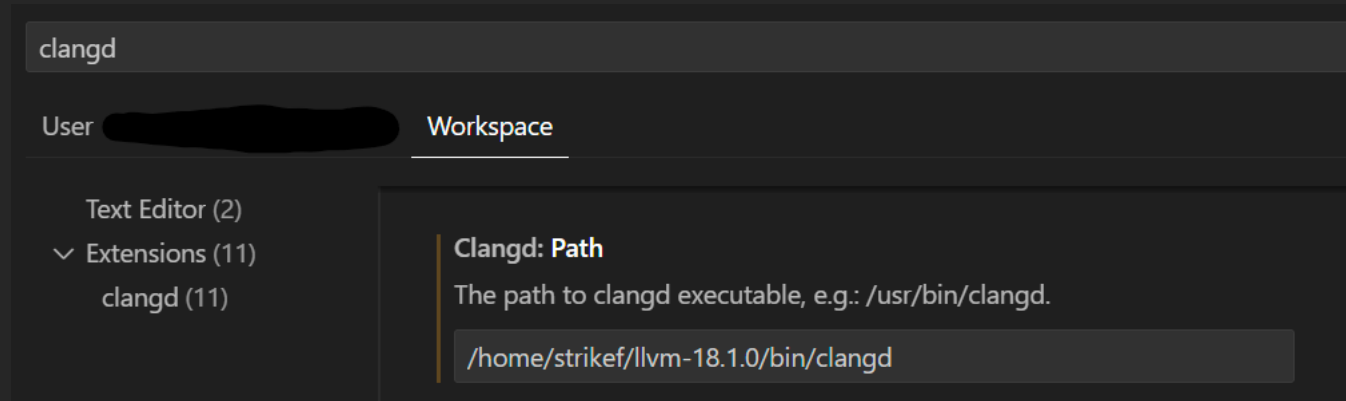 clangd
User
Workspace
Text Editor (2)
Extensions (11)
clangd (11)
Clangd: Path
The path to clangd executable, e.g.: /usr/bin/clangd.
/home/strikef/llvm-18.1.0/bin/clangd